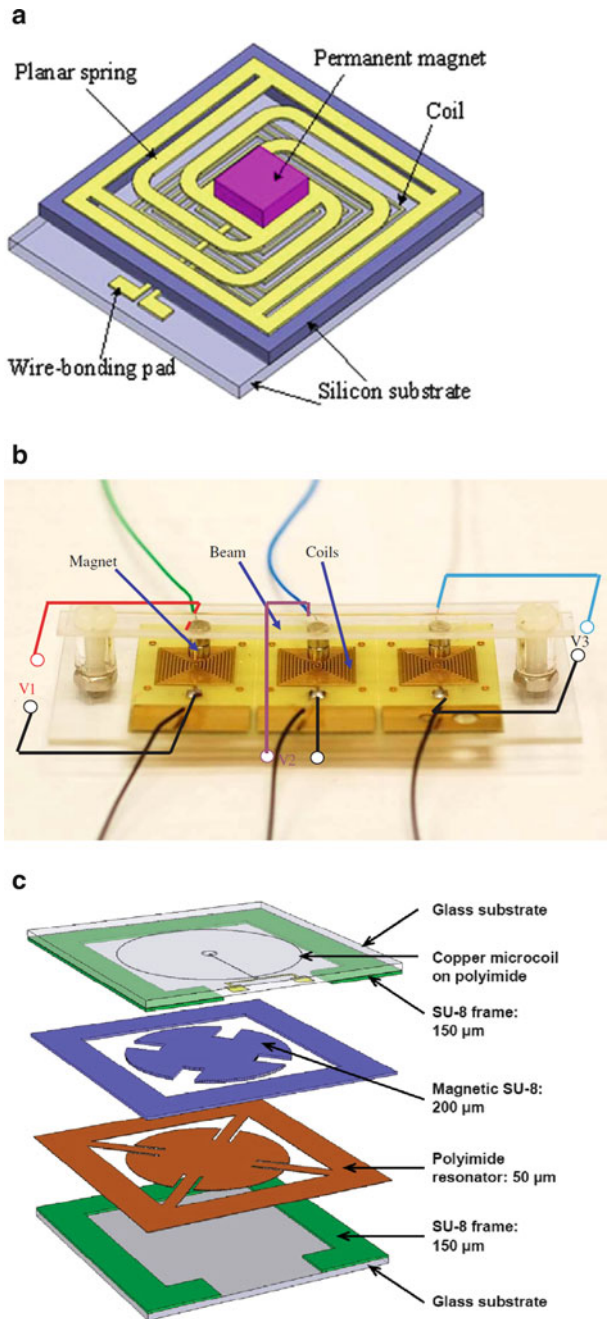 a
Permanent magnet
Planar spring
Coil
Wire-bonding pad
Silicon substrate
b
Magnet
Beam
Coils
V1
V2
V3
c
Glass substrate
Copper microcoil
on polyimide
SU-8 frame:
150 µm
Magnetic SU-8:
200 µm
Polyimide
resonator: 50 µm
SU-8 frame:
150 µm
Glass substrate